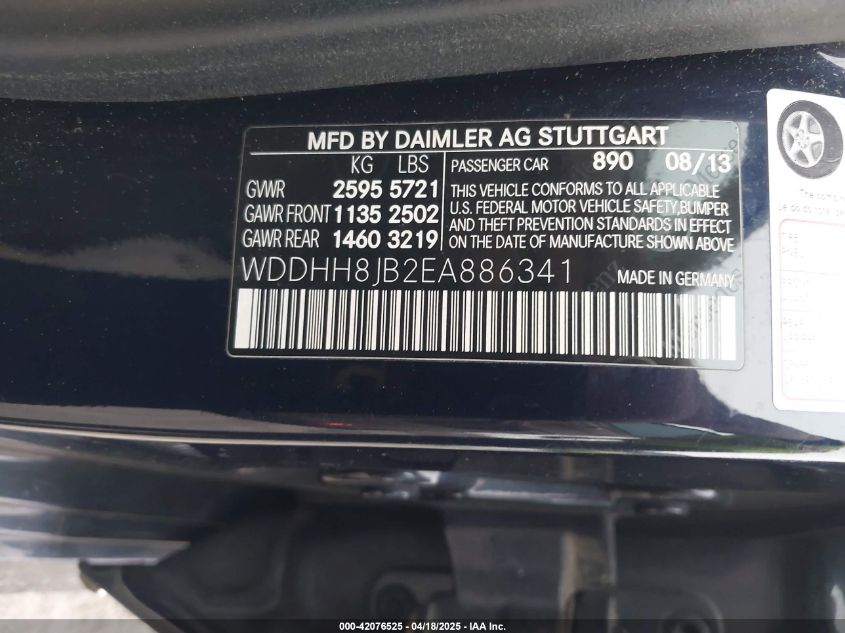 MFD BY DAIMLER AG STUTTGART
KG LBS
GVWR 2595 5721
GAWR FRONT 1135 2502
GAWR REAR 1460 3219
PASSENGER CAR 890 08/13
THIS VEHICLE CONFORMS TO ALL APPLICABLE
U.S. FEDERAL MOTOR VEHICLE SAFETY,BUMPER
AND THEFT PREVENTION STANDARDS IN EFFECT
ON THE DATE OF MANUFACTURE SHOWN ABOVE
WDDHH8JB2EA886341 MADE IN GERMANY
000-42076525 - 04/18/2025 - IAA Inc.